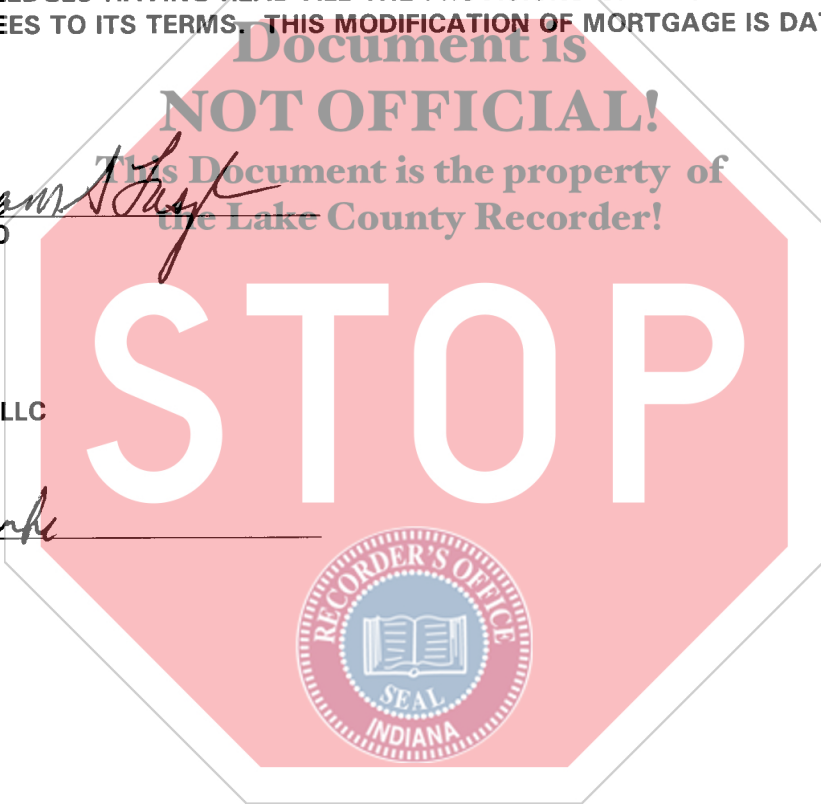 EES TO ITS TERMS. THIS MODIFICATION OF MORTGAGE IS DAT
Document is
NOT OFFICIAL!
This Document is the property of
the Lake County Recorder!
STOP
LLC
RECORDER'S OFFICE
SEAL
INDIANA